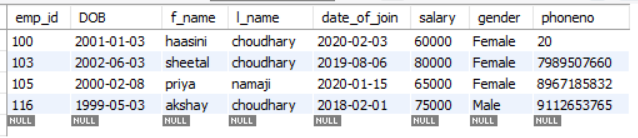 emp_id DOB f_name l_name date_of_join salary gender phoneno
100 2001-01-03 haasini choudhary 2020-02-03 60000 Female 20
103 2002-06-03 sheetal choudhary 2019-08-06 80000 Female 7989507660
105 2000-02-08 priya namaji 2020-01-15 65000 Female 8967185832
116 1999-05-03 akshay choudhary 2018-02-01 75000 Male 9112653765
NULL NULL NULL NULL NULL NULL NULL NULL